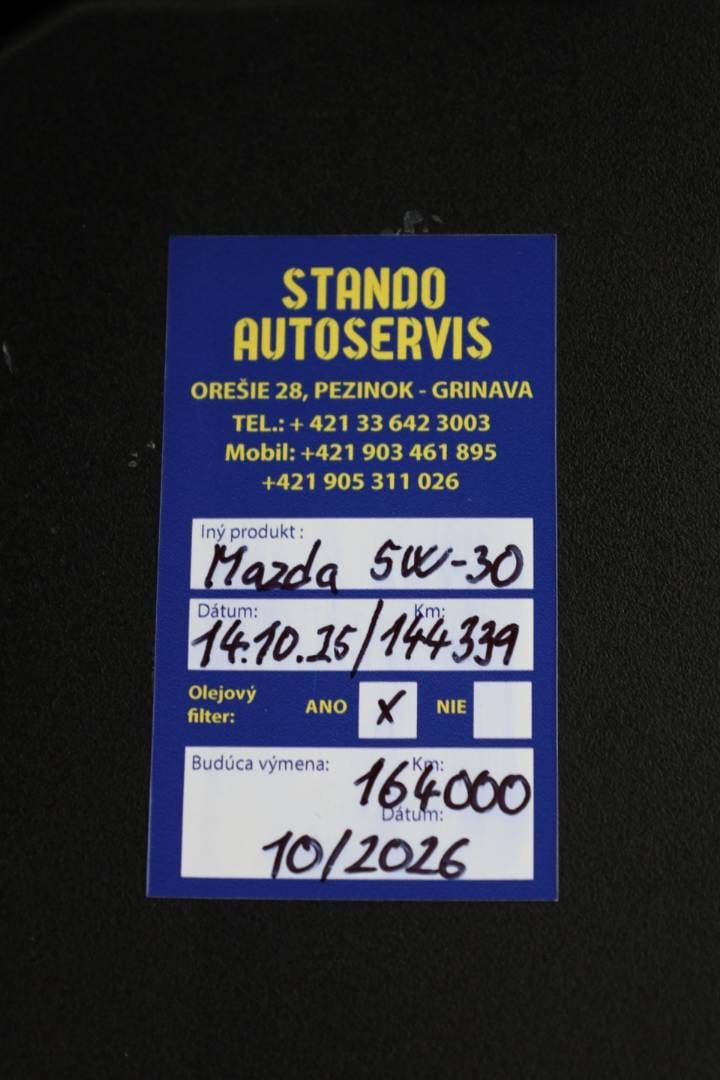 STANDO
AUTOSERVIS
OREŠIE 28, PEZINOK - GRINAVA
TEL.: + 421 33 642 3003
Mobil: +421 903 461 895
+421 905 311 026
Iný produkt :
Mazda 5W-30
Dátum: Km:
14.10.25/144339
Olejový
filter: ANO X NIE
Budúca výmena: Km:
164000
Dátum:
10/2026